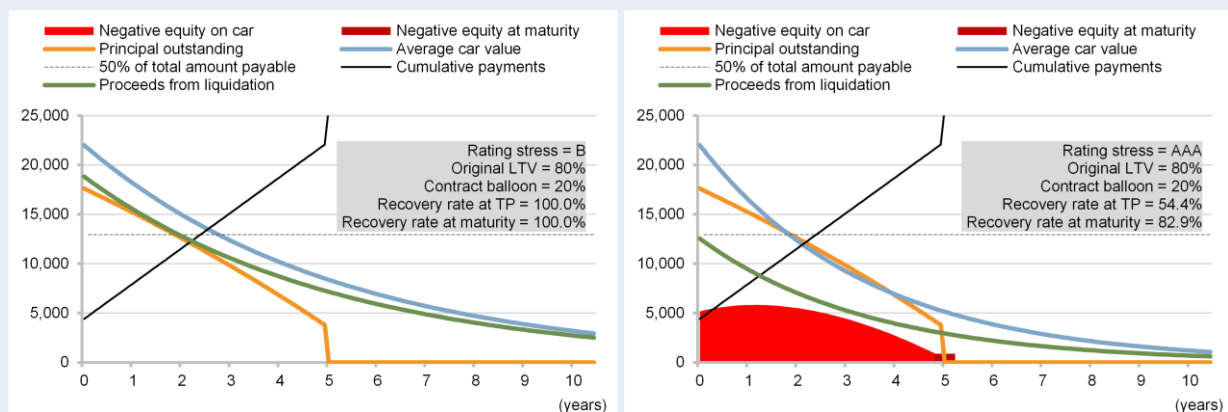 Negative equity on car
Negative equity at maturity
Principal outstanding
Average car value
50% of total amount payable
Cumulative payments
Proceeds from liquidation
25,000
20,000
15,000
10,000
5,000
0
Rating stress = B
Original LTV = 80%
Contract balloon = 20%
Recovery rate at TP = 100.0%
Recovery rate at maturity = 100.0%
0 1 2 3 4 5 6 7 8 9 10
(years)
Negative equity on car
Negative equity at maturity
Principal outstanding
Average car value
50% of total amount payable
Cumulative payments
Proceeds from liquidation
25,000
20,000
15,000
10,000
5,000
0
Rating stress = AAA
Original LTV = 80%
Contract balloon = 20%
Recovery rate at TP = 54.4%
Recovery rate at maturity = 82.9%
0 1 2 3 4 5 6 7 8 9 10
(years)